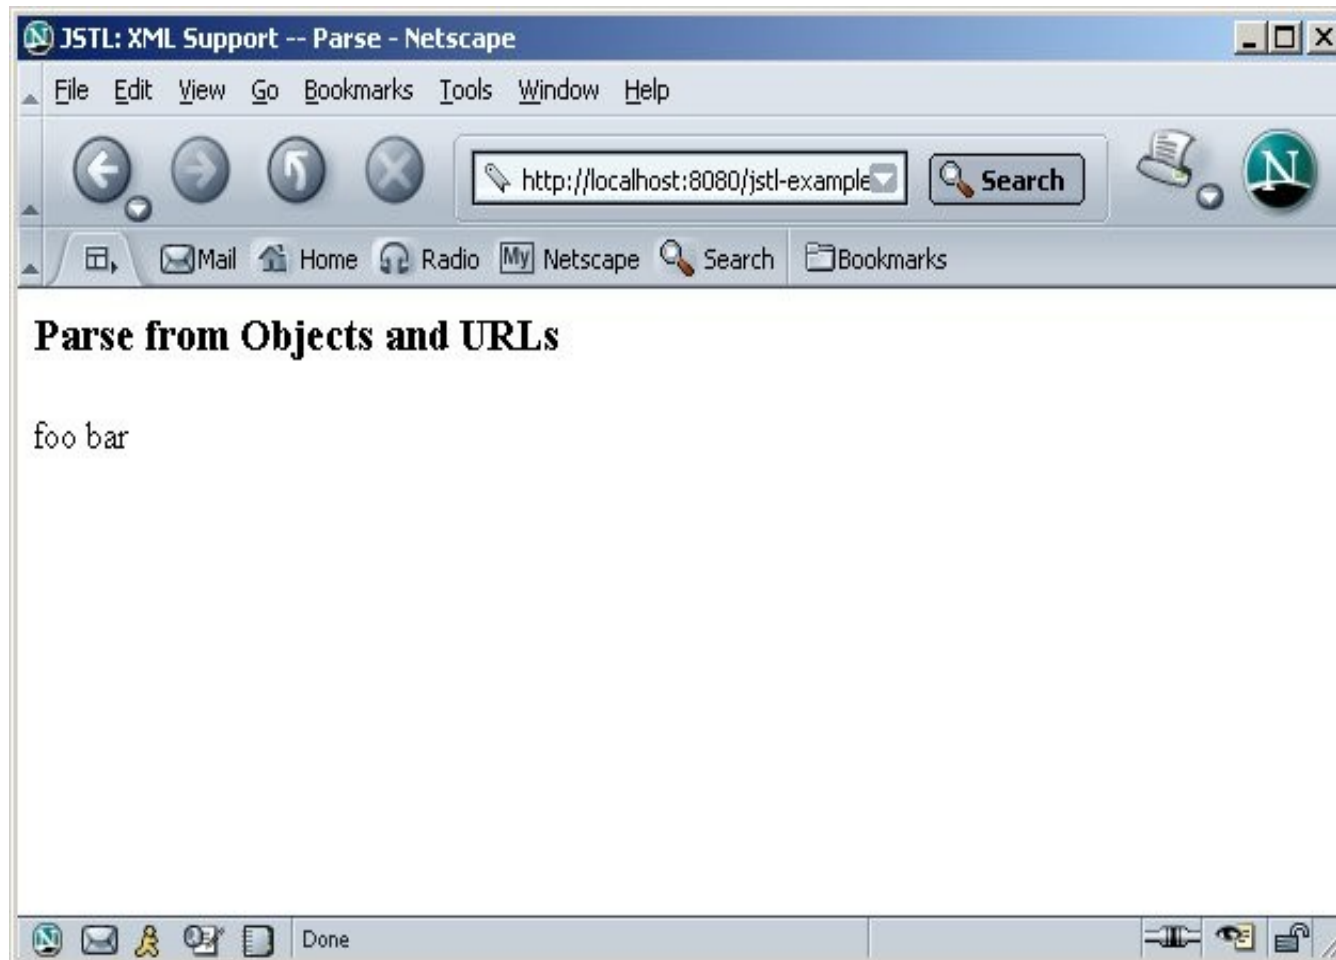 JSTL: XML Support -- Parse - Netscape
File Edit View Go Bookmarks Tools Window Help
http://localhost:8080/jstl-example Search N
Mail Home Radio My Netscape Search Bookmarks
Parse from Objects and URLs
foo bar
Done